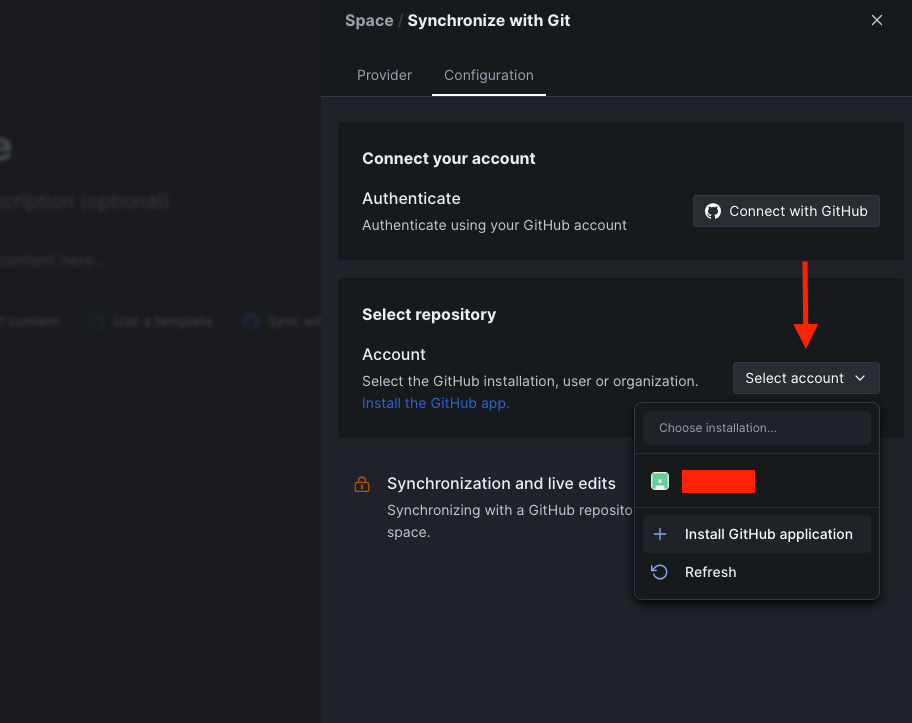 Space / Synchronize with Git
Provider
Configuration
Connect your account
Authenticate
Authenticate using your GitHub account
Connect with GitHub
Select repository
Account
Select the GitHub installation, user or organization.
Install the GitHub app.
Select account
Choose installation...
Install GitHub application
Refresh
Synchronization and live edits
Synchronizing with a GitHub reposito
space.
e
scription (optional)
content here...
t content
Use a template
Sync wi